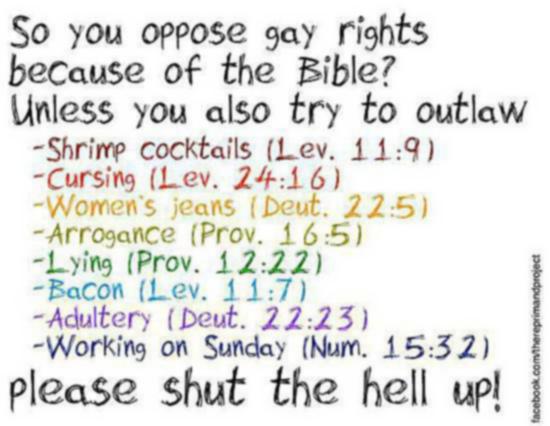 So you oppose gay rights
because of the Bible?
Unless you also try to outlaw
-Shrimp cocktails (Lev. 11:9)
-Cursing (Lev. 24:16)
-Women's jeans (Deut. 22:5)
-Arrogance (Prov. 16:5)
-Lying (Prov. 12:22)
-Bacon (Lev. 11:7)
-Adultery (Deut. 22:23)
-Working on Sunday (Num. 15:32)
please shut the hell up!
facebook.com/thereprimandproject